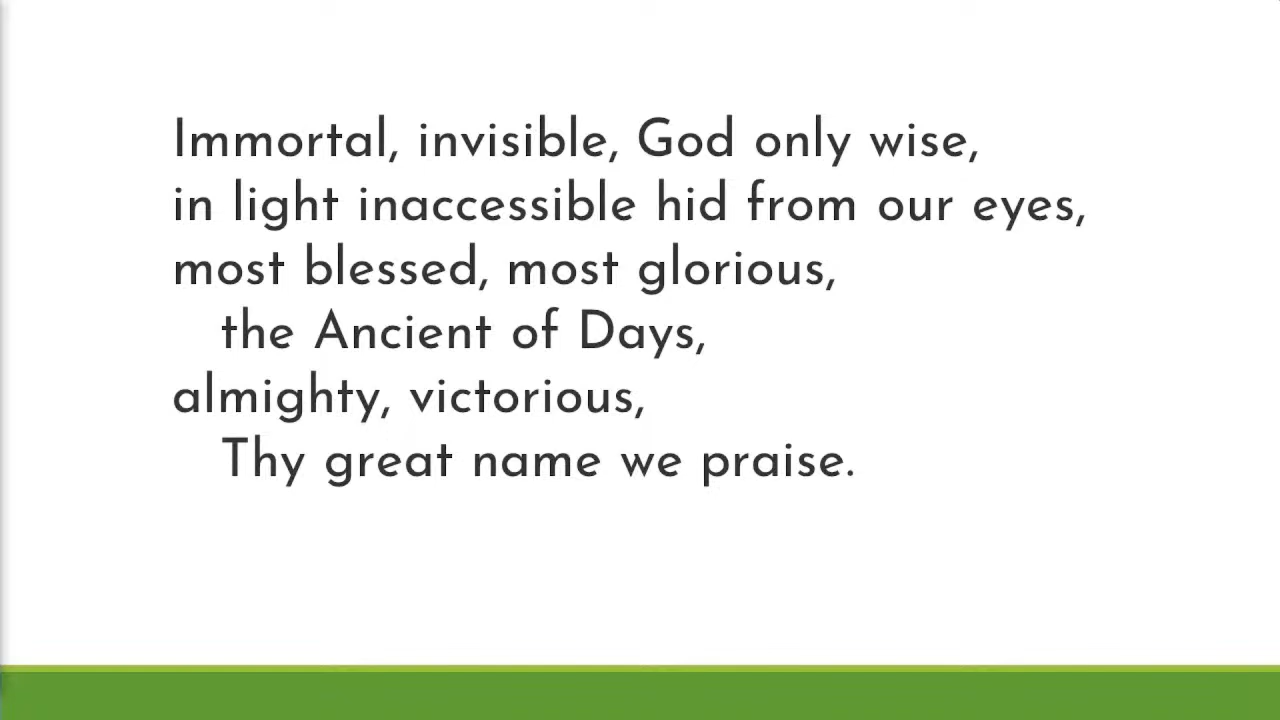 Immortal, invisible, God only wise,
in light inaccessible hid from our eyes,
most blessed, most glorious,
the Ancient of Days,
almighty, victorious,
Thy great name we praise.